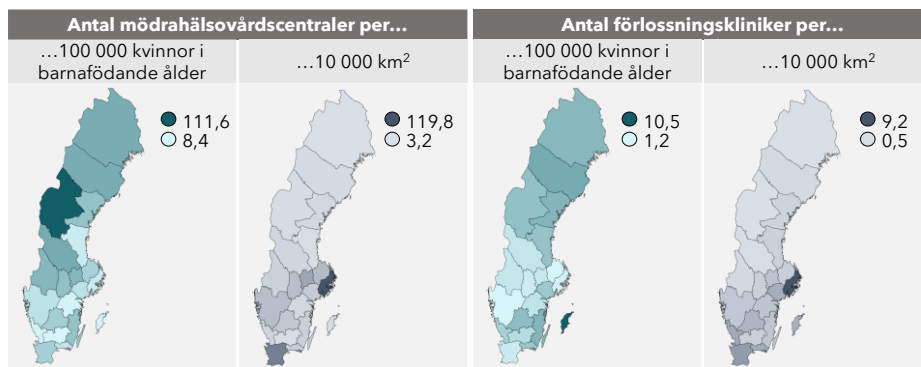 Antal mödrahälsovårdscentraler per…
…100 000 kvinnor i
barnafödande ålder
…10 000 km²
111,6
8,4
119,8
3,2
Antal förlossningskliniker per…
…100 000 kvinnor i
barnafödande ålder
…10 000 km²
10,5
1,2
9,2
0,5